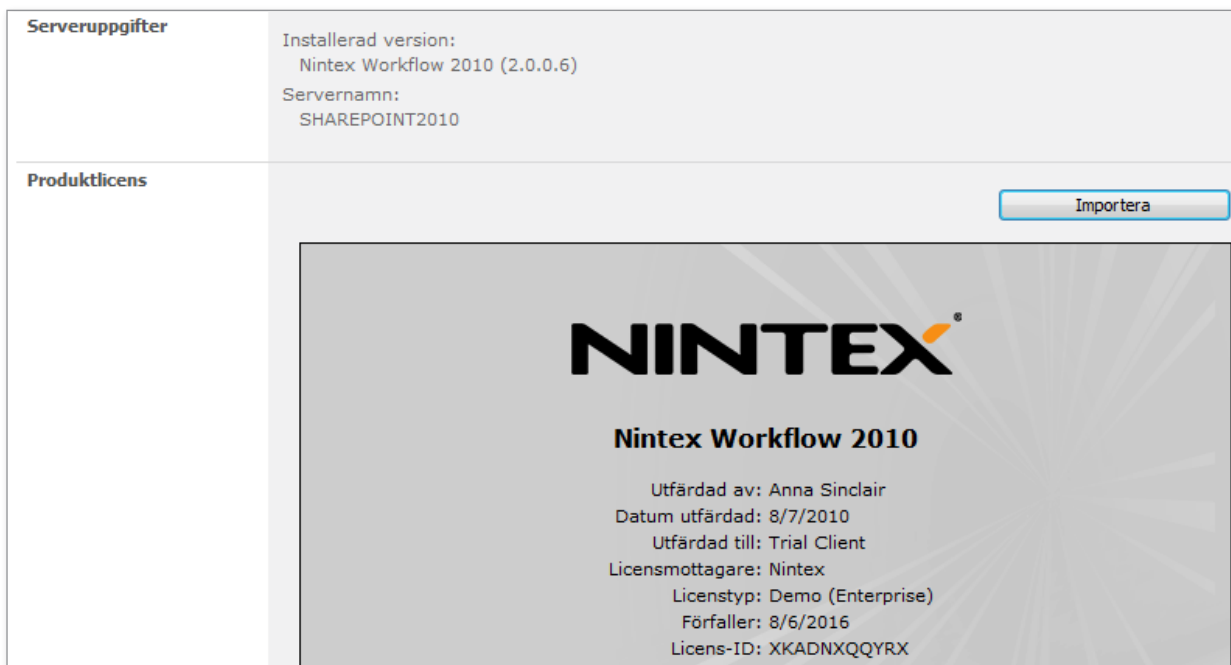 Serveruppgifter
Installerad version:
Nintex Workflow 2010 (2.0.0.6)
Servernamn:
SHAREPOINT2010
Produktlicens
Importera
NINTEX®
Nintex Workflow 2010
Utfärdad av: Anna Sinclair
Datum utfärdad: 8/7/2010
Utfärdad till: Trial Client
Licensmottagare: Nintex
Licenstyp: Demo (Enterprise)
Förfaller: 8/6/2016
Licens-ID: XKADNXQQYRX